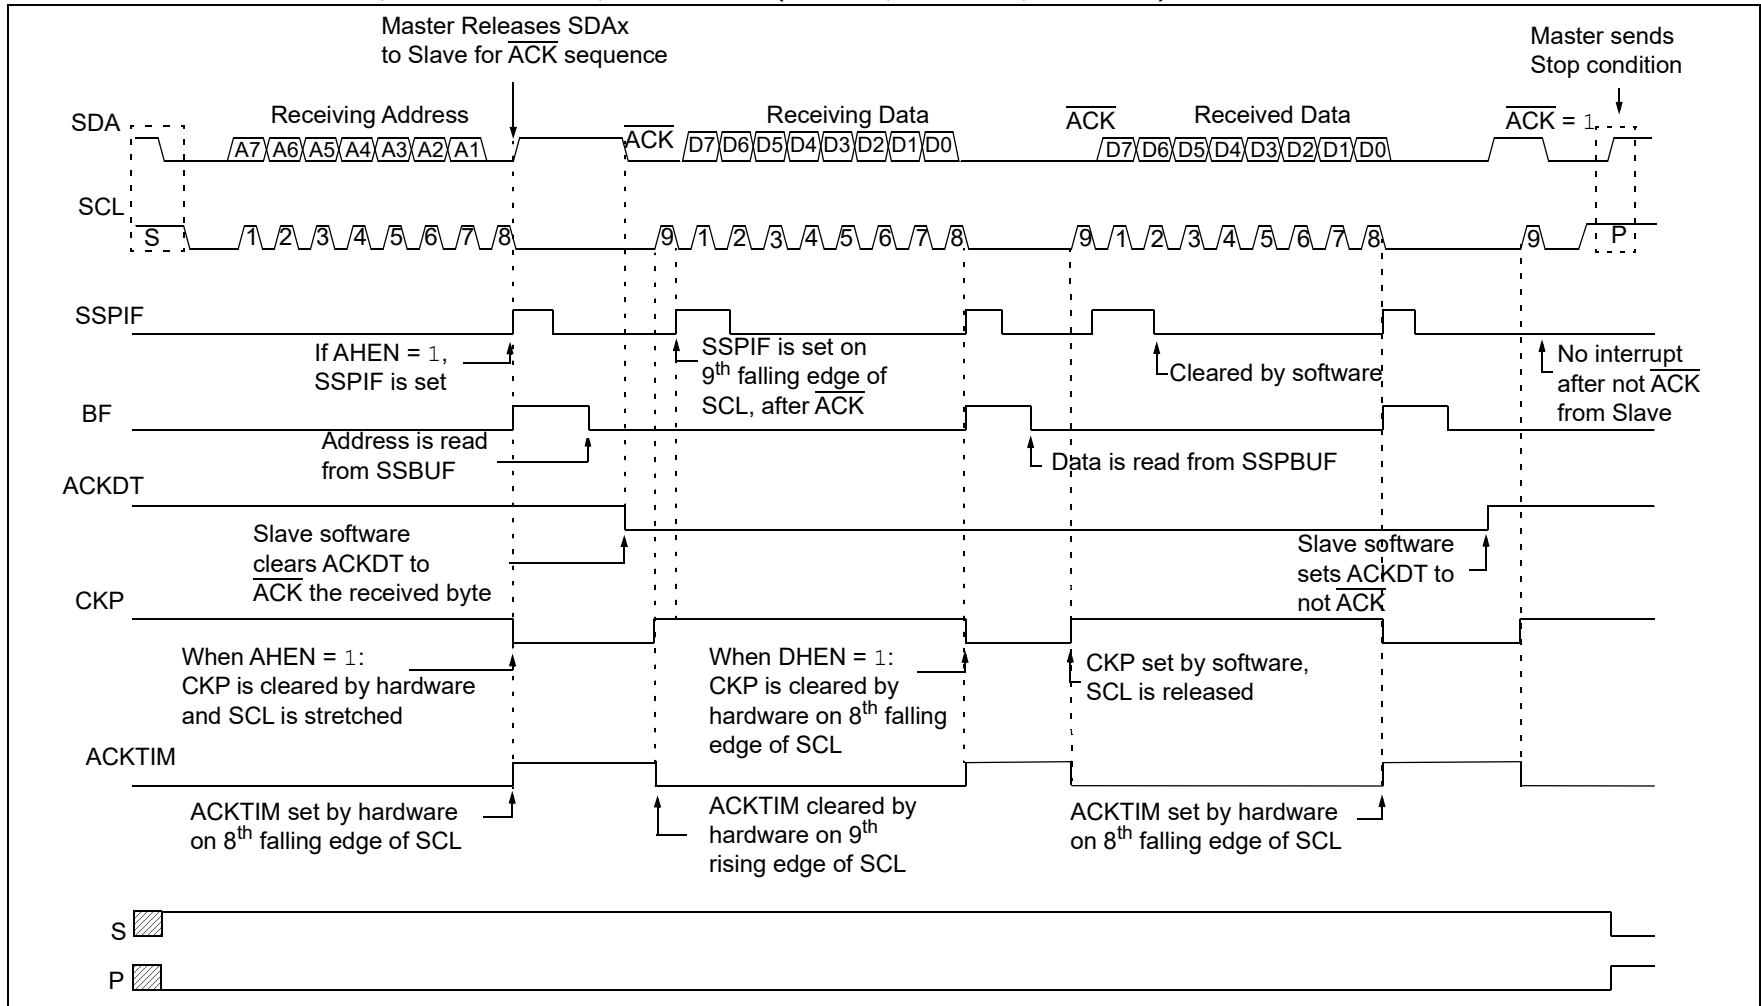 Master Releases SDAx
to Slave for ACK sequence
Master sends
Stop condition
Receiving Address
Receiving Data
ACK
Received Data
ACK = 1
SDA
A7 A6 A5 A4 A3 A2 A1
ACK
D7 D6 D5 D4 D3 D2 D1 D0
D7 D6 D5 D4 D3 D2 D1 D0
SCL
S
1 2 3 4 5 6 7 8
9 1 2 3 4 5 6 7 8
9 1 2 3 4 5 6 7 8
9
P
SSPIF
If AHEN = 1,
SSPIF is set
SSPIF is set on
9th falling edge of
SCL, after ACK
Cleared by software
No interrupt
after not ACK
from Slave
BF
Address is read
from SSBUF
Data is read from SSPBUF
ACKDT
Slave software
clears ACKDT to
ACK the received byte
Slave software
sets ACKDT to
not ACK
CKP
When AHEN = 1:
CKP is cleared by hardware
and SCL is stretched
When DHEN = 1:
CKP is cleared by
hardware on 8th falling
edge of SCL
CKP set by software,
SCL is released
ACKTIM
ACKTIM set by hardware
on 8th falling edge of SCL
ACKTIM cleared by
hardware on 9th
rising edge of SCL
ACKTIM set by hardware
on 8th falling edge of SCL
S
P